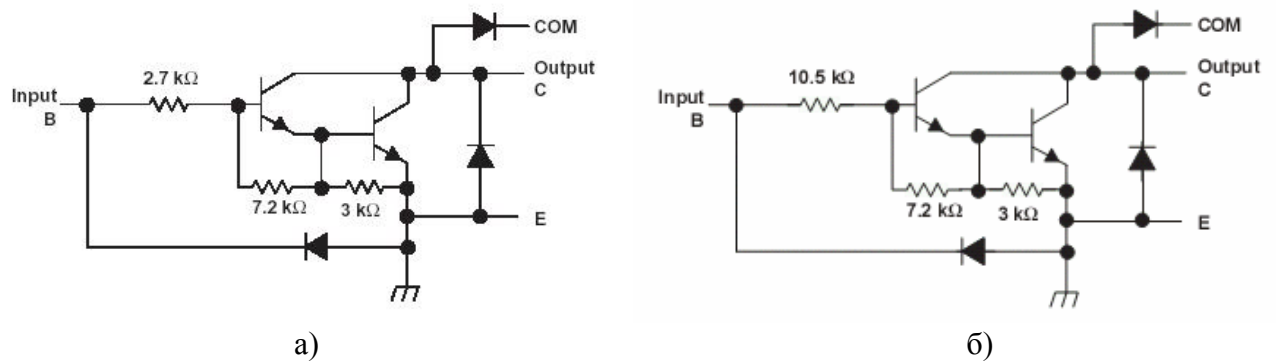 COM
2.7 kΩ
Output
C
Input
B
7.2 kΩ
3 kΩ
E
а)
COM
10.5 kΩ
Output
C
Input
B
7.2 kΩ
3 kΩ
E
б)